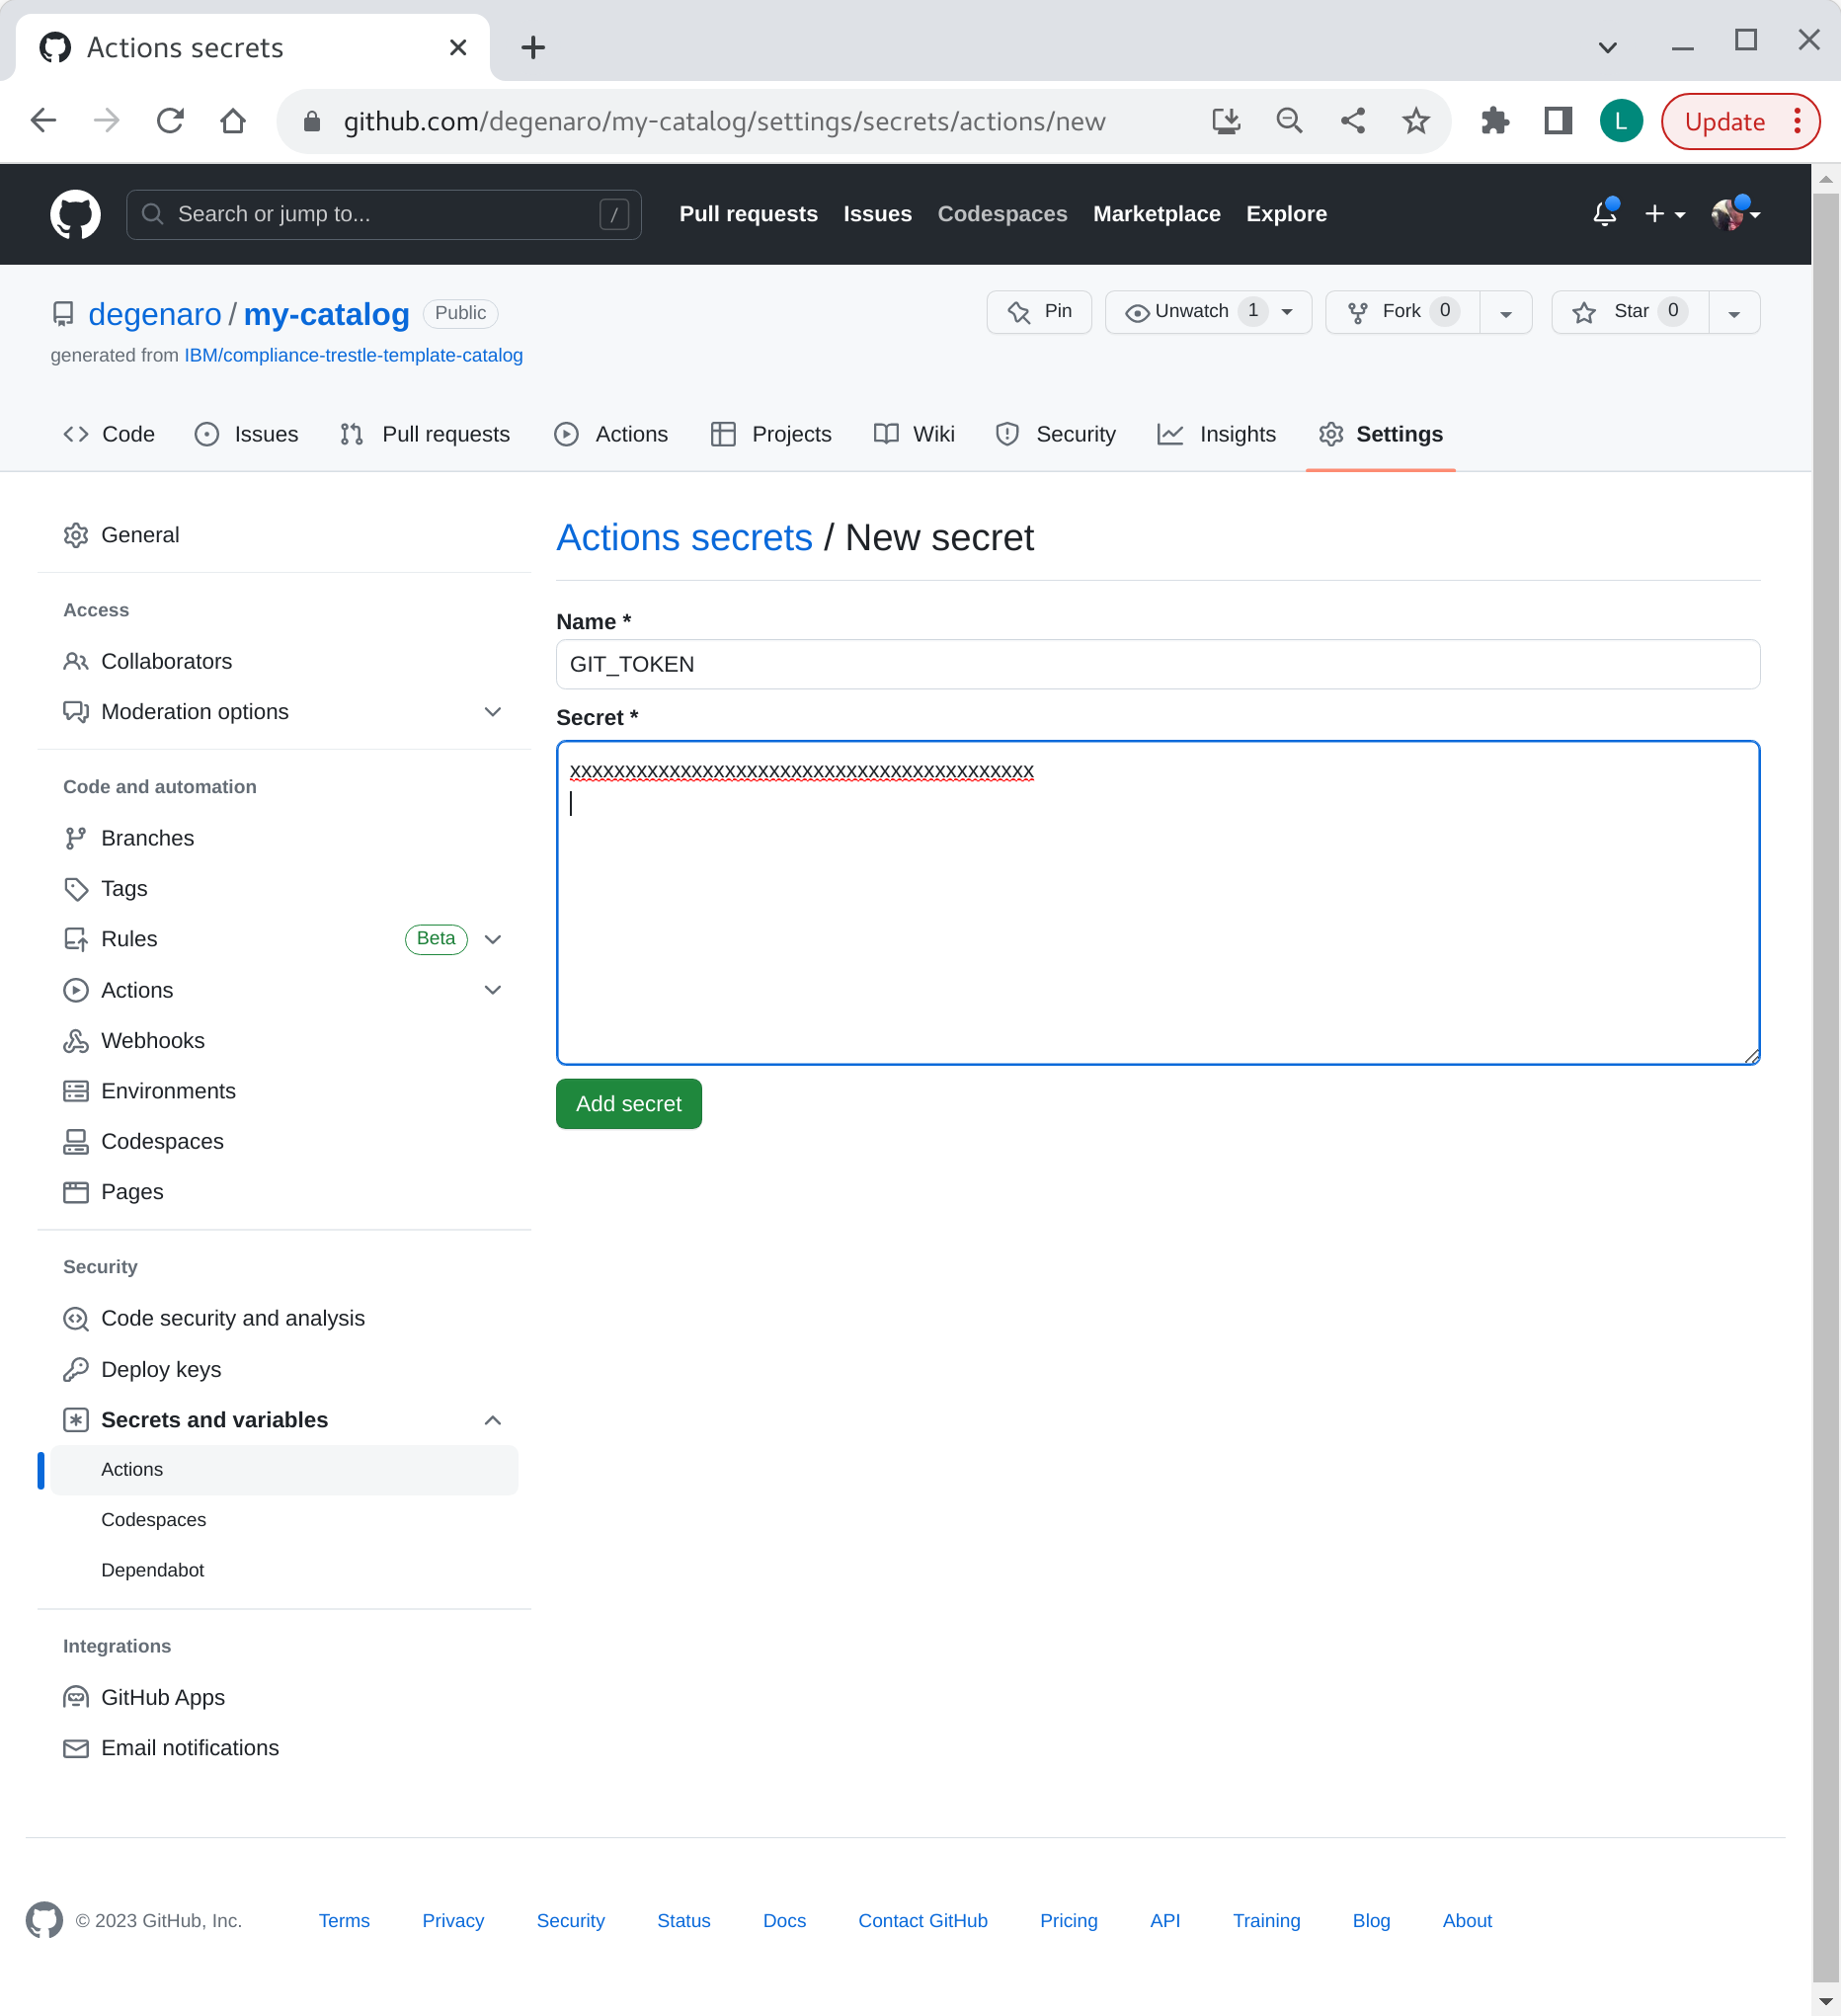 Actions secrets
github.com/degenaro/my-catalog/settings/secrets/actions/new
L
Update
Search or jump to...
/
Pull requests
Issues
Codespaces
Marketplace
Explore
degenaro / my-catalog
Public
Pin
Unwatch 1
Fork 0
Star 0
generated from IBM/compliance-trestle-template-catalog
Code
Issues
Pull requests
Actions
Projects
Wiki
Security
Insights
Settings
General
Access
Collaborators
Moderation options
Code and automation
Branches
Tags
Rules
Beta
Actions
Webhooks
Environments
Codespaces
Pages
Security
Code security and analysis
Deploy keys
Secrets and variables
Actions
Codespaces
Dependabot
Integrations
GitHub Apps
Email notifications
Actions secrets / New secret
Name *
GIT_TOKEN
Secret *
xxxxxxxxxxxxxxxxxxxxxxxxxxxxxxxxxxxxxxxxxx
Add secret
© 2023 GitHub, Inc.
Terms
Privacy
Security
Status
Docs
Contact GitHub
Pricing
API
Training
Blog
About